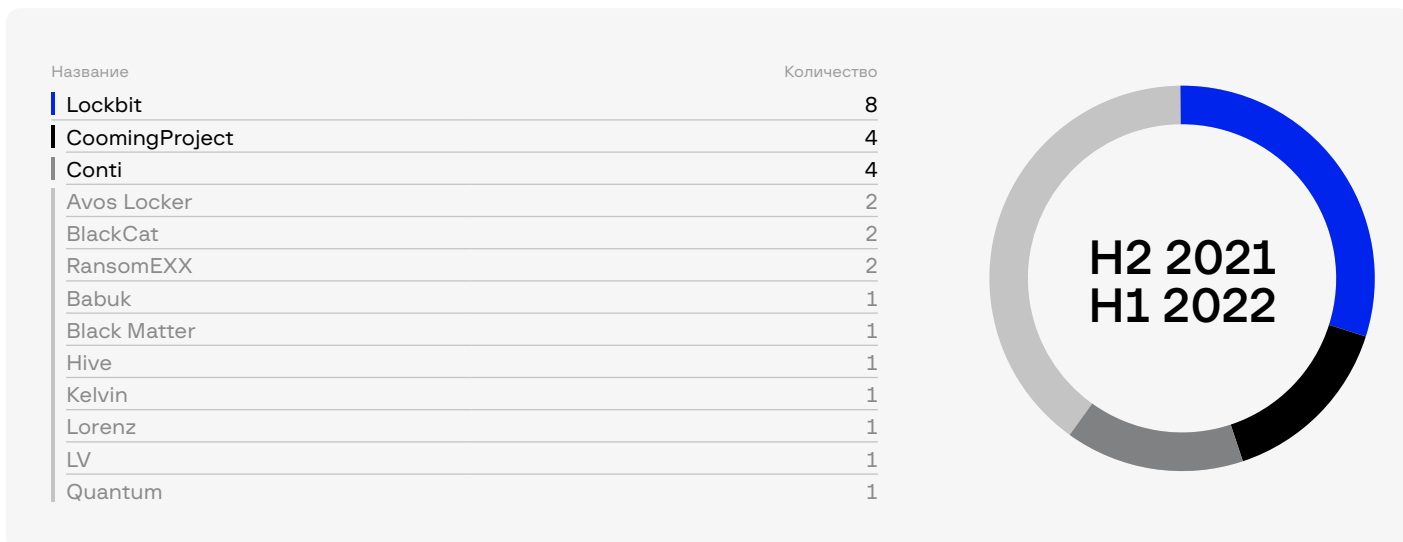 Название Количество
Lockbit 8
CoomingProject 4
Conti 4
Avos Locker 2
BlackCat 2
RansomEXX 2
Babuk 1
Black Matter 1
Hive 1
Kelvin 1
Lorenz 1
LV 1
Quantum 1
H2 2021
H1 2022